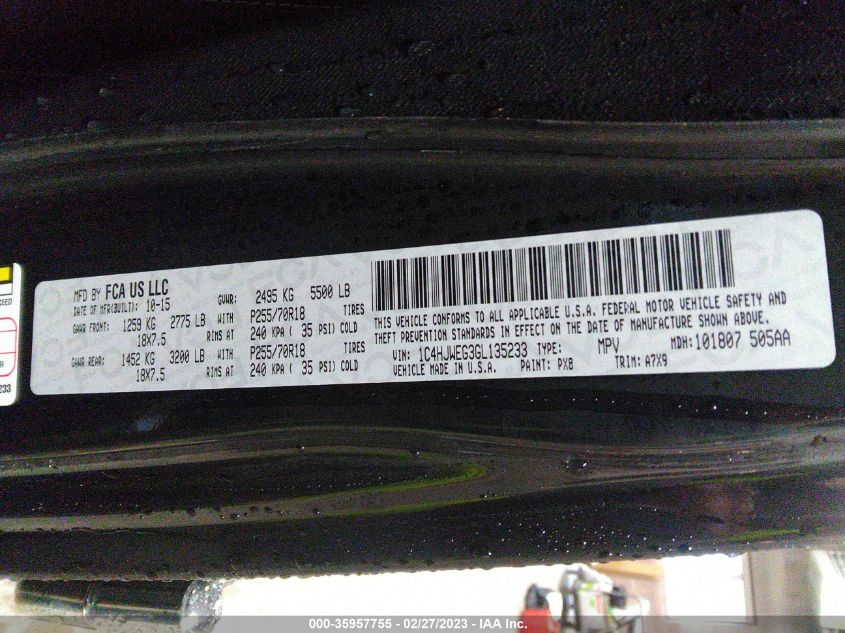 MFD BY FCA US LLC
DATE OF MFR(BUILT): 10-15
GVWR: 2495 KG 5500 LB
GAWR FRONT: 1259 KG 2775 LB WITH P255/70R18 TIRES
18X7.5 RIMS AT 240 KPA ( 35 PSI) COLD
GAWR REAR: 1452 KG 3200 LB WITH P255/70R18 TIRES
18X7.5 RIMS AT 240 KPA ( 35 PSI) COLD
THIS VEHICLE CONFORMS TO ALL APPLICABLE U.S.A. FEDERAL MOTOR VEHICLE SAFETY AND
THEFT PREVENTION STANDARDS IN EFFECT ON THE DATE OF MANUFACTURE SHOWN ABOVE.
VIN: 1C4HJWEG3GL135233 TYPE: MPV MDH: 101807 505AA
VEHICLE MADE IN U.S.A. PAINT: PX8 TRIM: A7X9
CEED
233
000-35957755 - 02/27/2023 - IAA Inc.